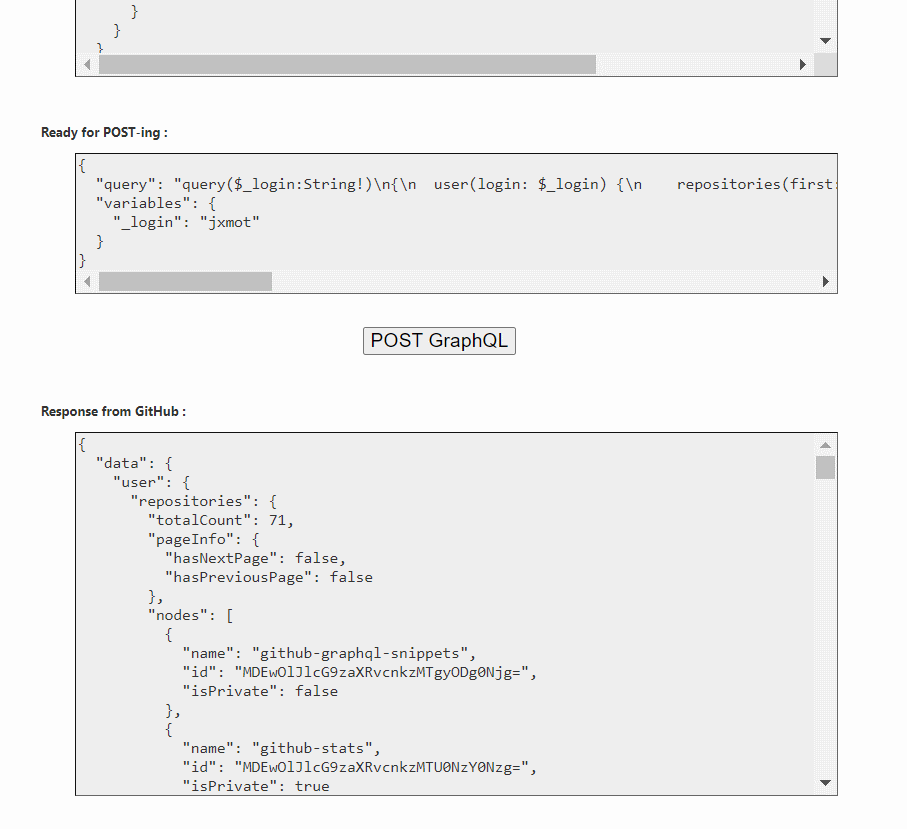 }
    }
  }
Ready for POST-ing :
{
  "query": "query($_login:String!)\n{\n  user(login: $_login) {\n    repositories(first:
  "variables": {
    "_login": "jxmot"
  }
}
POST GraphQL
Response from GitHub :
{
  "data": {
    "user": {
      "repositories": {
        "totalCount": 71,
        "pageInfo": {
          "hasNextPage": false,
          "hasPreviousPage": false
        },
        "nodes": [
          {
            "name": "github-graphql-snippets",
            "id": "MDEwOlJlcG9zaXRvcnkzMTgyODg0Njg=",
            "isPrivate": false
          },
          {
            "name": "github-stats",
            "id": "MDEwOlJlcG9zaXRvcnkzMTU0NzY0Nzg=",
            "isPrivate": true